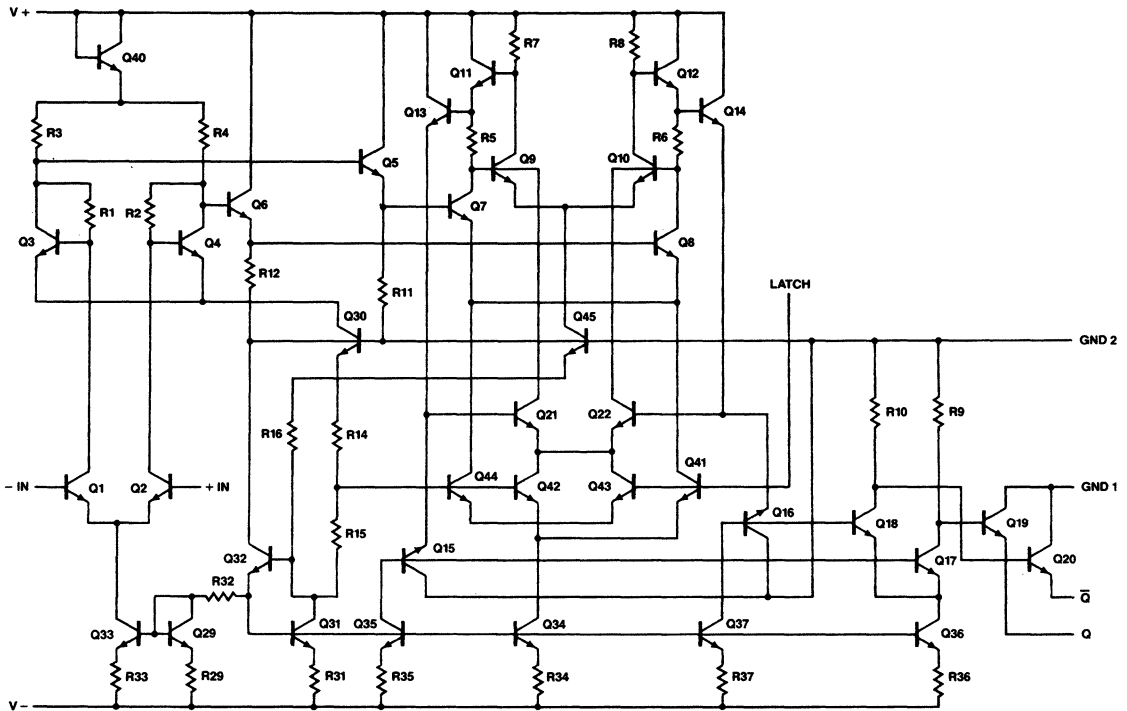 V +
R7
R8
Q40
Q11
Q12
Q13
Q14
R3
R4
R5
R6
Q5
Q9
Q10
R1
R2
Q6
Q7
Q3
Q4
Q8
R12
R11
LATCH
Q30
Q45
GND 2
Q21
Q22
R10
R9
R16
R14
Q41
– IN
Q1
Q2
+ IN
Q44
Q42
Q43
GND 1
Q16
Q18
Q19
R15
Q15
Q32
Q17
Q20
R32
Q̅
Q33
Q29
Q31
Q35
Q34
Q37
Q36
Q
R33
R29
R31
R35
R34
R37
R36
V –